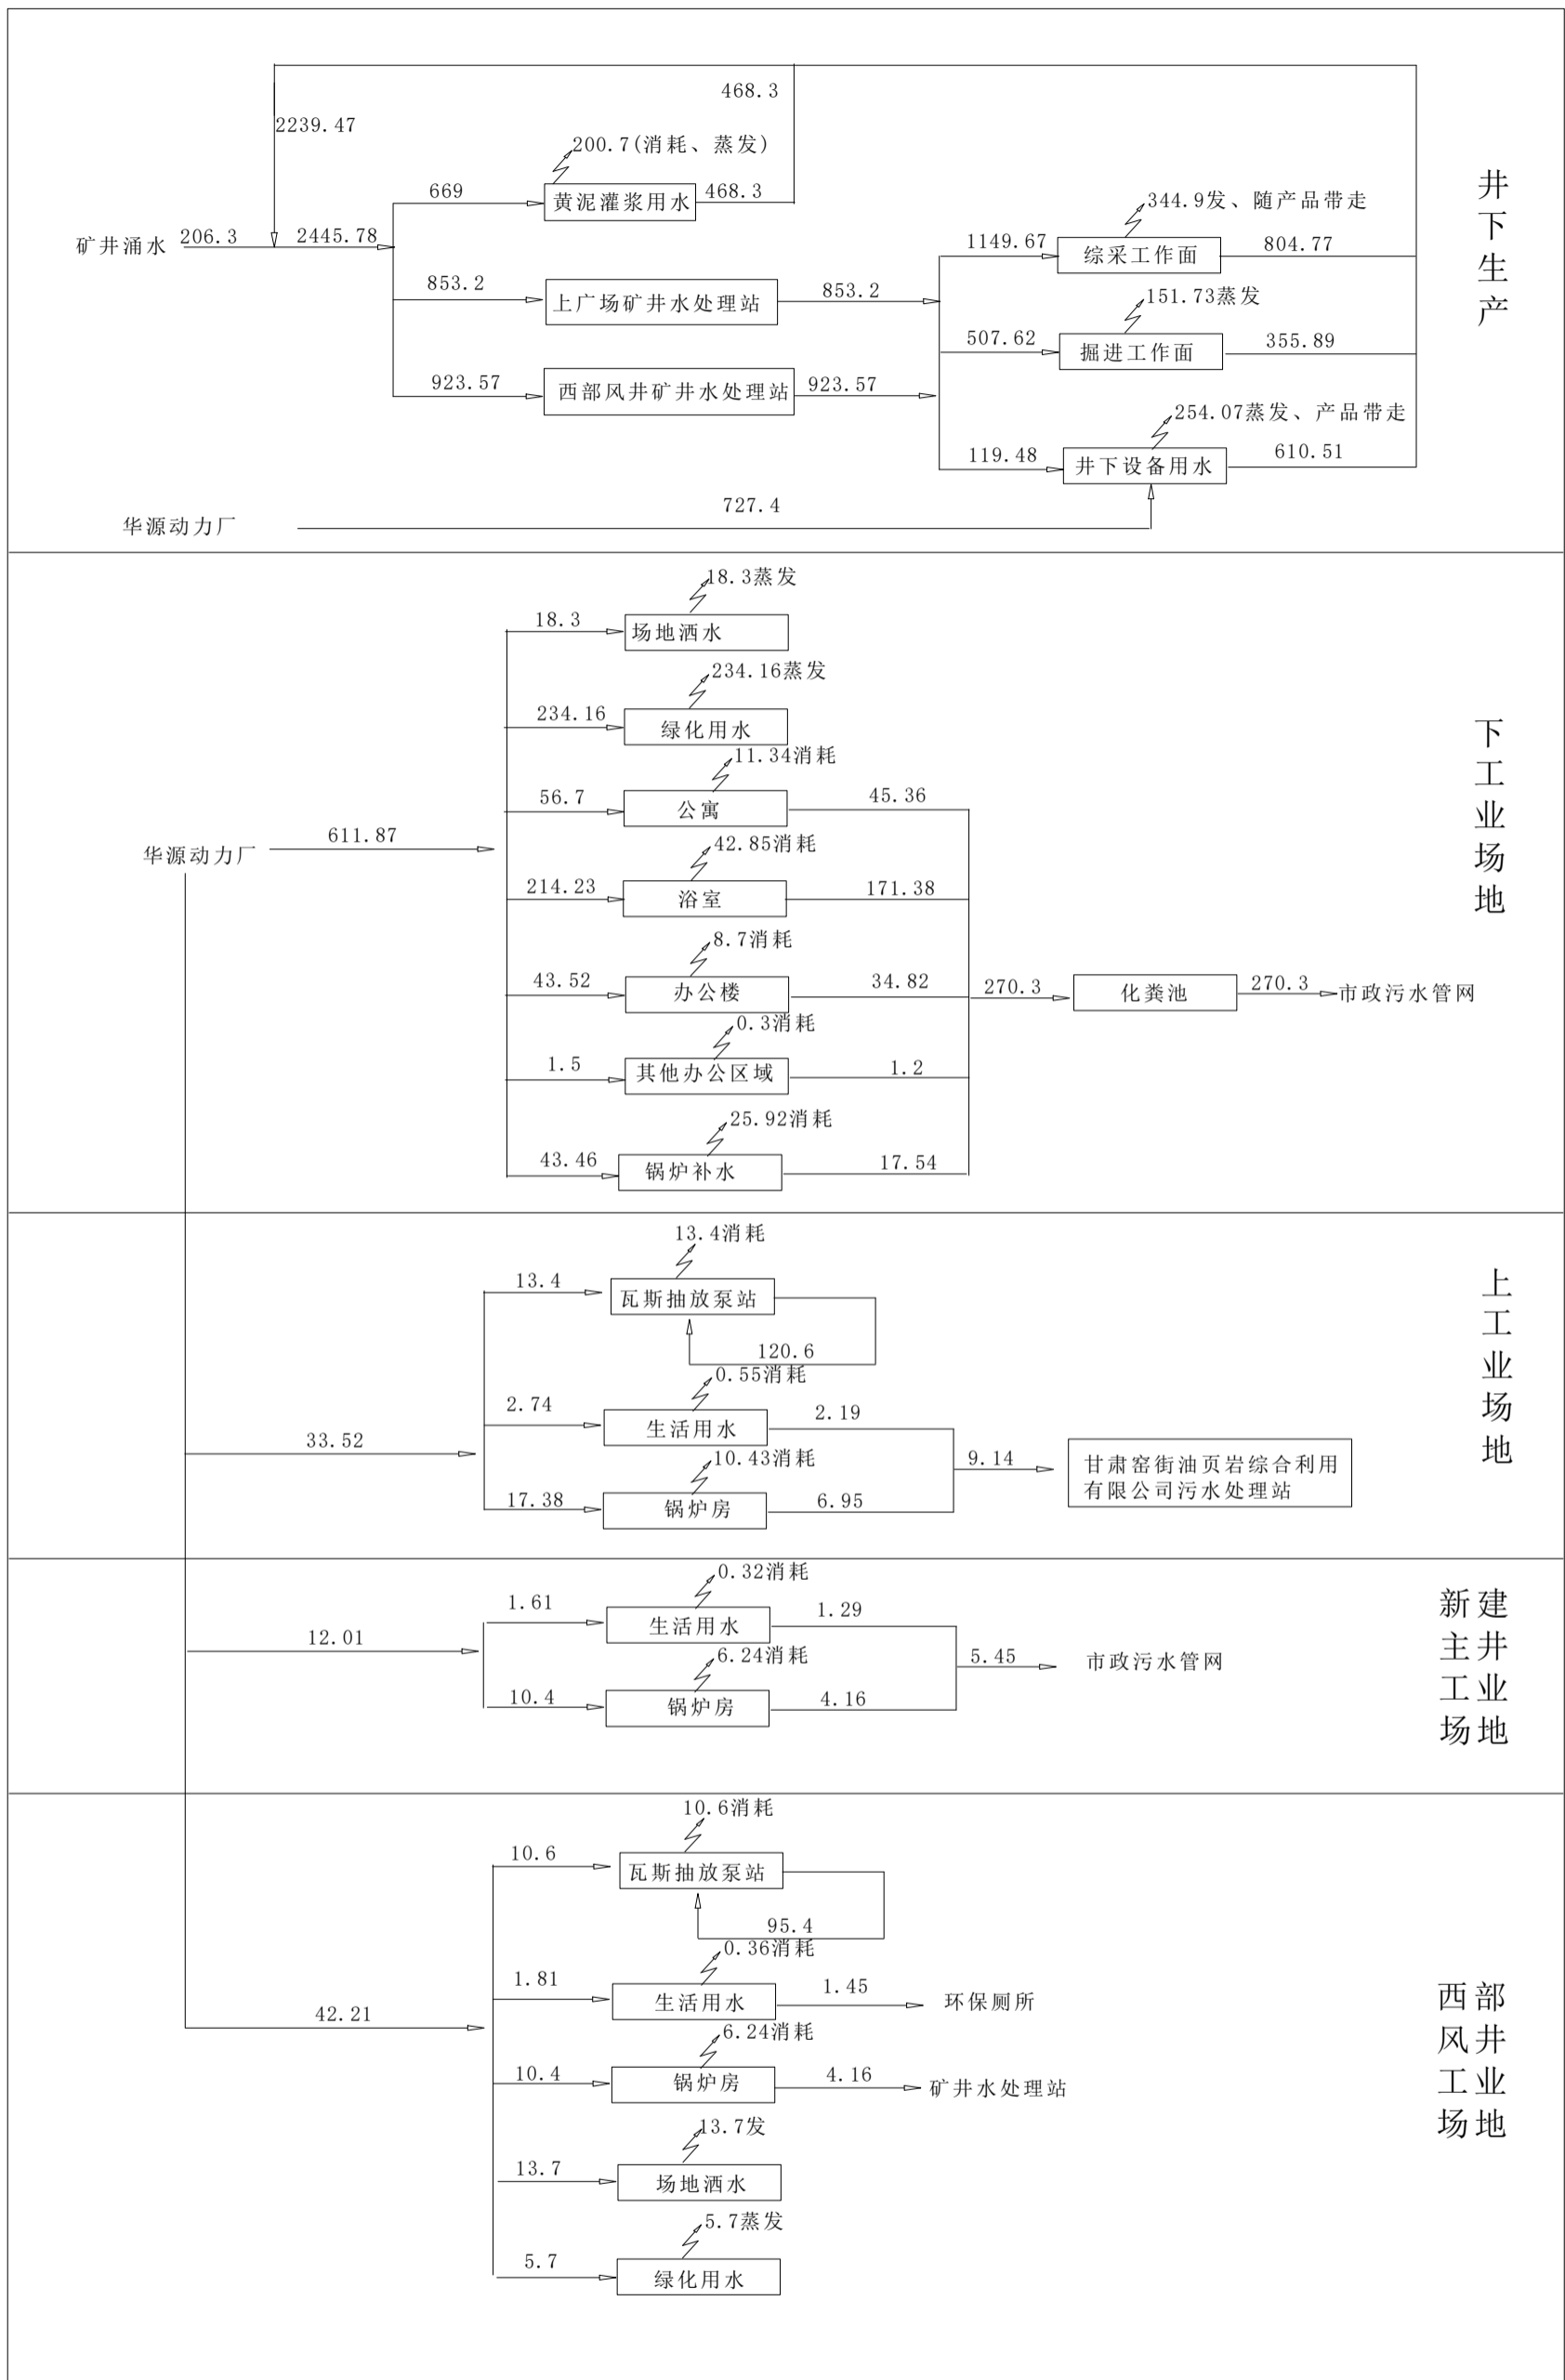 468.3
2239.47
200.7(消耗、蒸发)
669
黄泥灌浆用水
468.3
344.9发、随产品带走
矿井涌水
206.3
2445.78
1149.67
综采工作面
804.77
853.2
上广场矿井水处理站
853.2
151.73蒸发
507.62
掘进工作面
355.89
923.57
西部风井矿井水处理站
923.57
254.07蒸发、产品带走
119.48
井下设备用水
610.51
727.4
华源动力厂
井
下
生
产
18.3蒸发
18.3
场地洒水
234.16蒸发
234.16
绿化用水
11.34消耗
56.7
公寓
45.36
华源动力厂
611.87
42.85消耗
214.23
浴室
171.38
8.7消耗
43.52
办公楼
34.82
270.3
化粪池
270.3
市政污水管网
0.3消耗
1.5
其他办公区域
1.2
25.92消耗
43.46
锅炉补水
17.54
下
工
业
场
地
13.4消耗
13.4
瓦斯抽放泵站
120.6
0.55消耗
2.74
生活用水
2.19
33.52
10.43消耗
17.38
锅炉房
6.95
9.14
甘肃窑街油页岩综合利用
有限公司污水处理站
上
工
业
场
地
0.32消耗
1.61
生活用水
1.29
12.01
6.24消耗
10.4
锅炉房
4.16
5.45
市政污水管网
新建
主井
工业
场地
10.6消耗
10.6
瓦斯抽放泵站
95.4
0.36消耗
1.81
生活用水
1.45
环保厕所
42.21
6.24消耗
10.4
锅炉房
4.16
矿井水处理站
13.7发
13.7
场地洒水
5.7蒸发
5.7
绿化用水
西部
风井
工业
场地